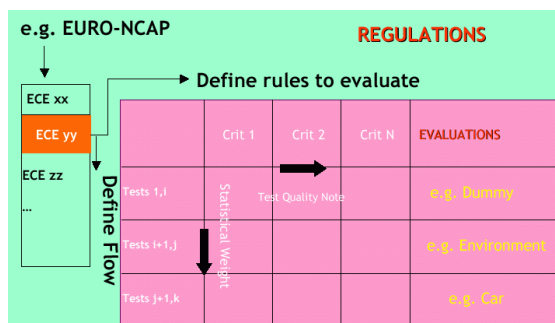 e.g. EURO-NCAP
REGULATIONS
Define rules to evaluate
ECE xx
ECE yy
ECE zz
...
Define Flow
Crit 1
Crit 2
Crit N
EVALUATIONS
Tests 1,i
Statistical Weight
Test Quality Note
e.g. Dummy
Tests i+1,j
e.g. Environment
Tests j+1,k
e.g. Car